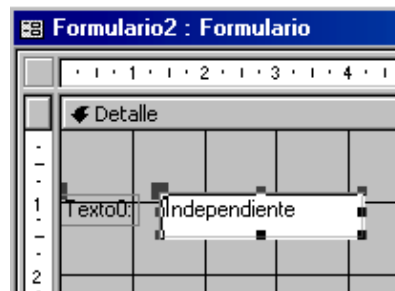 Formulario2 : Formulario
1 2 3 4
Detalle
1
Texto0: Independiente
2